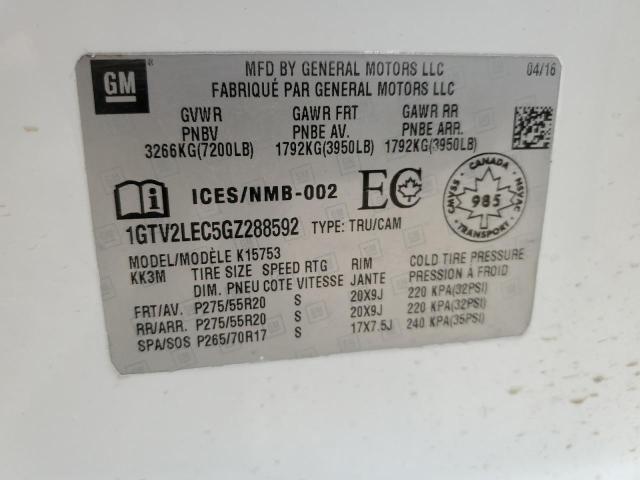 GM ®
MFD BY GENERAL MOTORS LLC 04/16
FABRIQUÉ PAR GENERAL MOTORS LLC
GVWR GAWR FRT GAWR RR
PNBV PNBE AV. PNBE ARR.
3266KG(7200LB) 1792KG(3950LB) 1792KG(3950LB)
ICES/NMB-002 EC CANADA CMVSS NSVAC 985 TRANSPORT
1GTV2LEC5GZ288592 TYPE: TRU/CAM
MODEL/MODÈLE K15753
KK3M TIRE SIZE SPEED RTG RIM COLD TIRE PRESSURE
DIM. PNEU COTE VITESSE JANTE PRESSION A FROID
FRT/AV. P275/55R20 S 20X9J 220 KPA(32PSI)
RR/ARR. P275/55R20 S 20X9J 220 KPA(32PSI)
SPA/SOS P265/70R17 S 17X7.5J 240 KPA(35PSI)